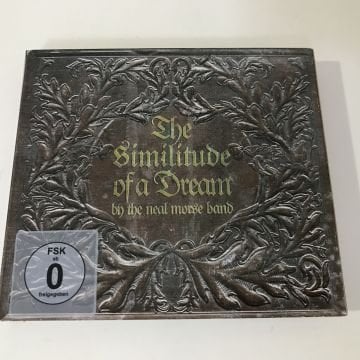 The
Similitude
of a Dream
by the neal morse band
FSK
ab
0
freigegeben